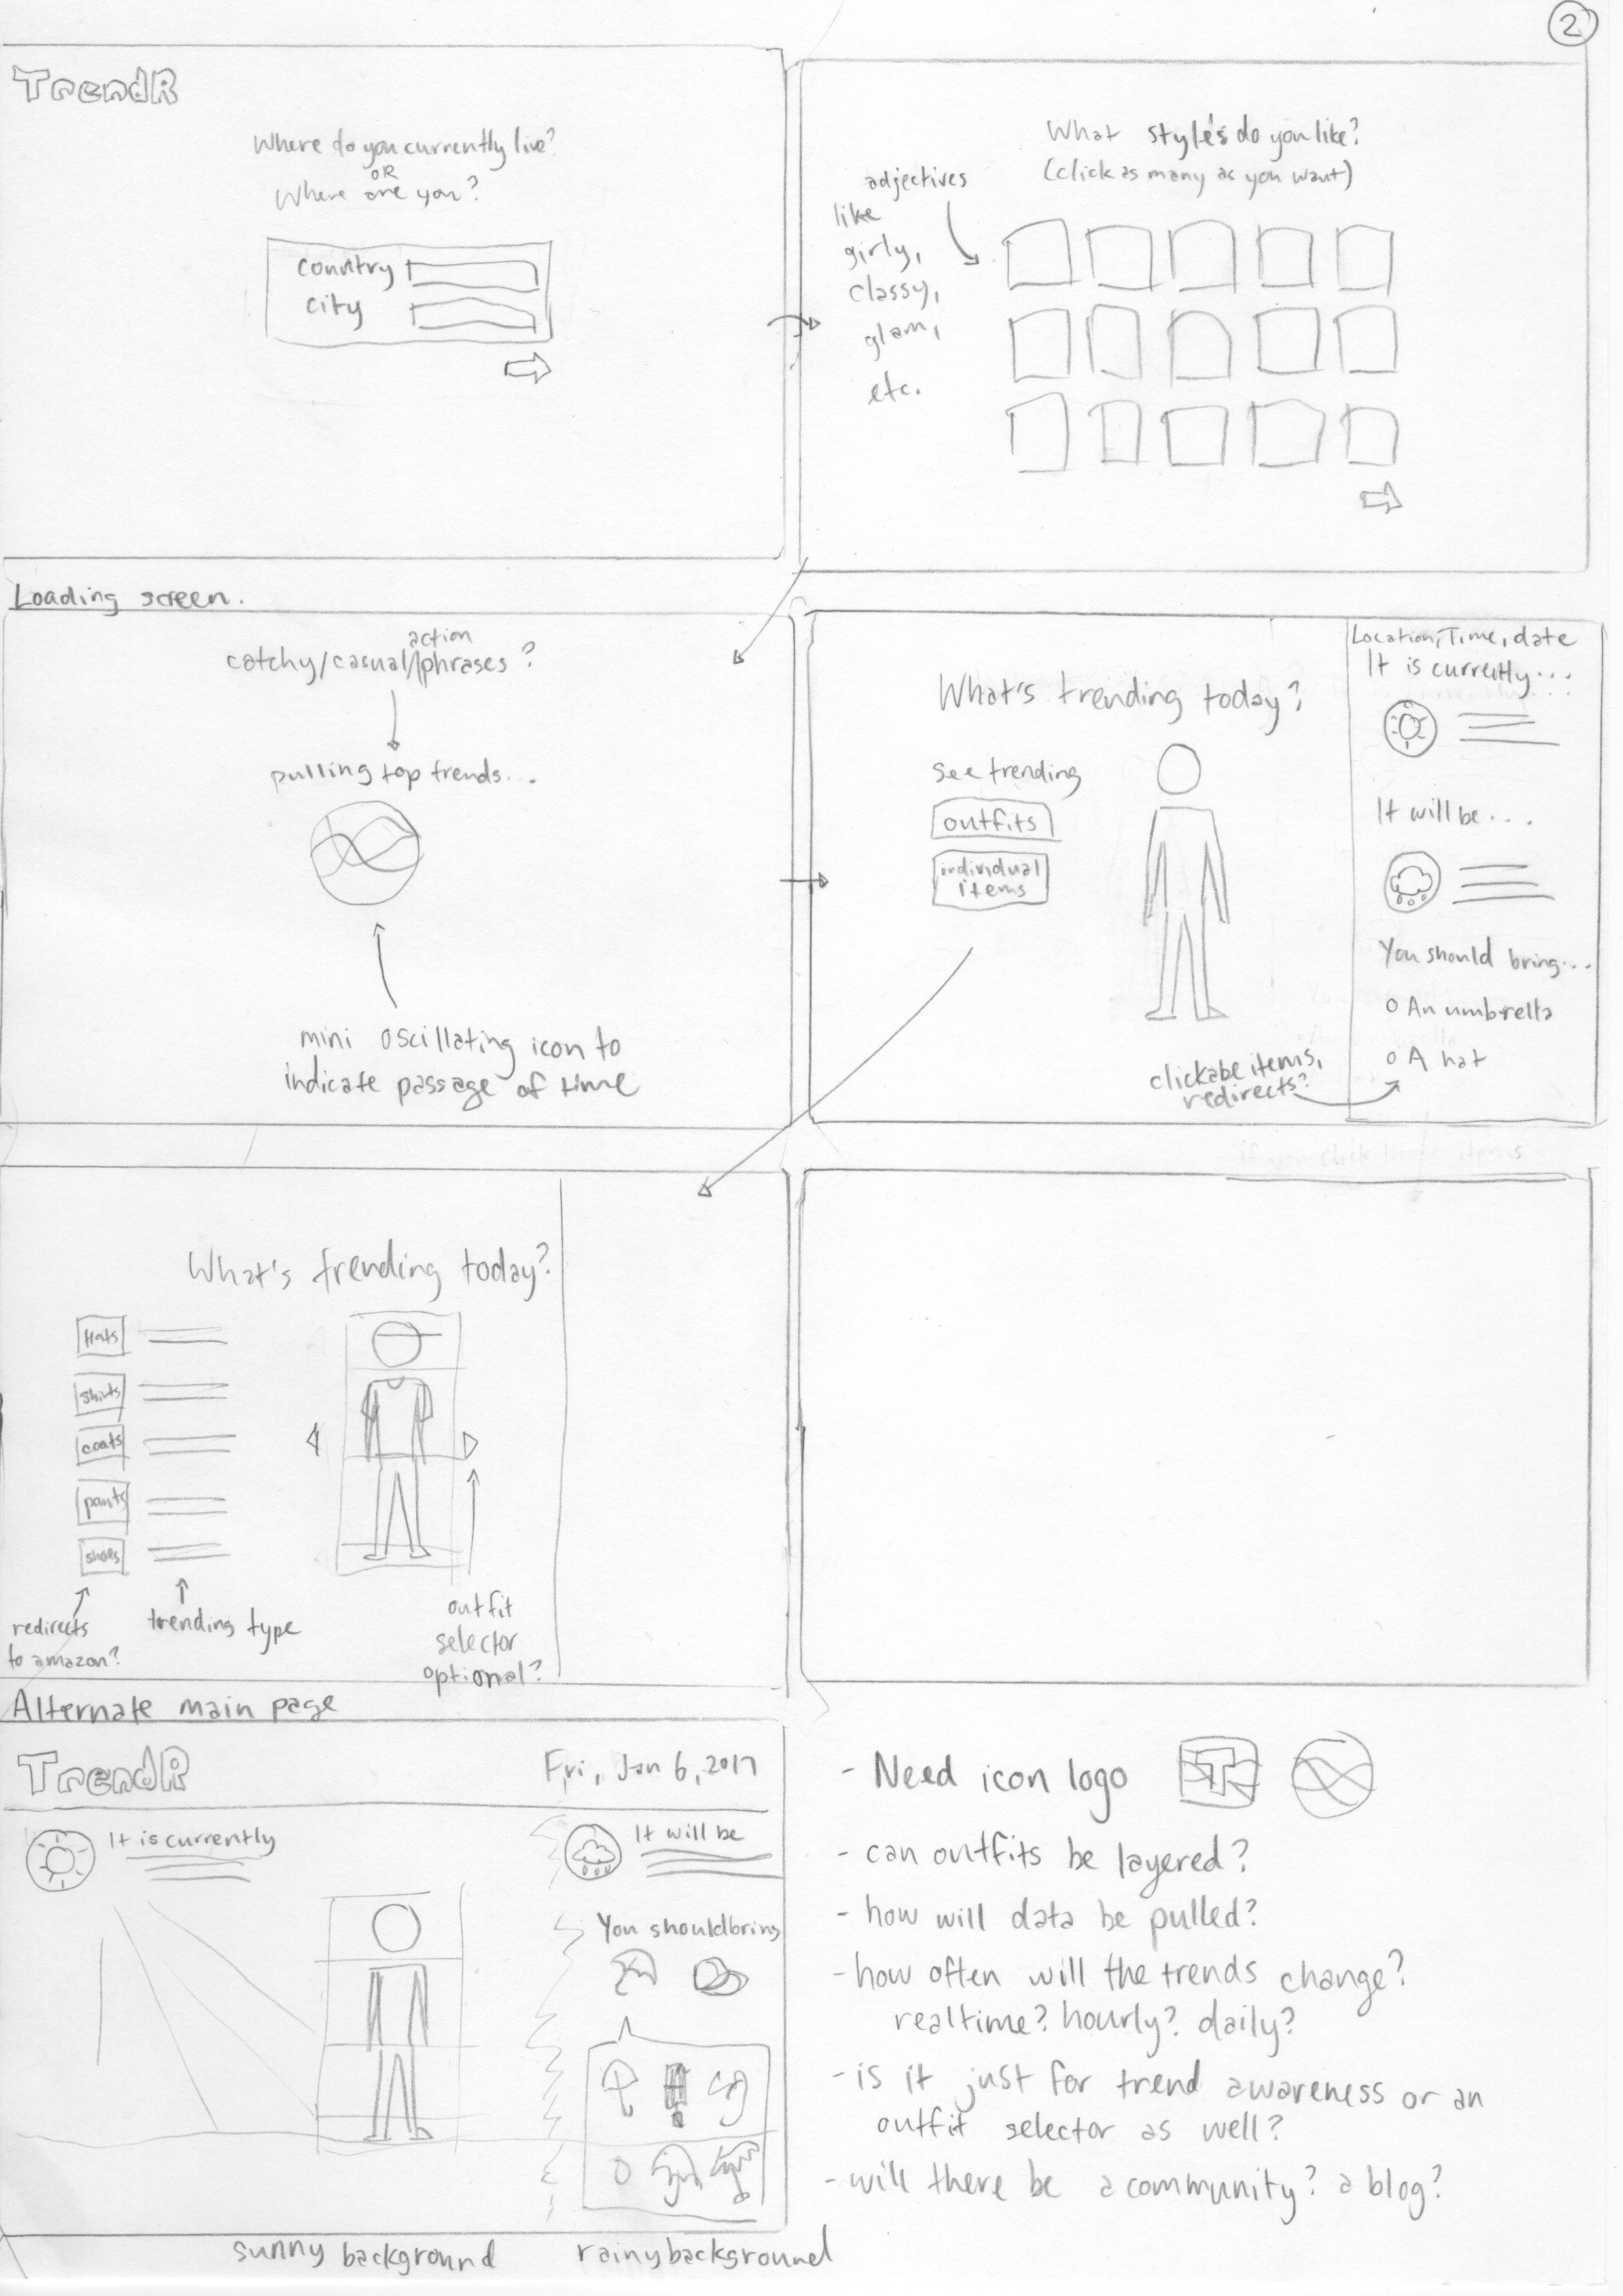 2
TrendR
Where do you currently live?
OR
Where are you?
country
city
What style's do you like?
(click as many as you want)
adjectives
like
girly,
classy,
glam,
etc.
Loading screen.
action
catchy/casual/phrases?
pulling top trends...
mini oscillating icon to
indicate passage of time
What's trending today?
see trending
outfits
individual
items
Location, Time, date
It is currently...
It will be...
You should bring...
o An umbrella
o A hat
clickabe items,
redirects?
if you click these items
What's trending today?
Hats
shirts
coats
pants
shoes
redirects
to amazon?
trending type
outfit
selector
optional?
Alternate main page
TrendR
Fri, Jan 6, 2017
It is currently
It will be
You should bring
sunny background
rainy background
- Need icon logo
T
- can outfits be layered?
- how will data be pulled?
- how often will the trends change?
realtime? hourly? daily?
- is it just for trend awareness or an
outfit selector as well?
- will there be a community? a blog?